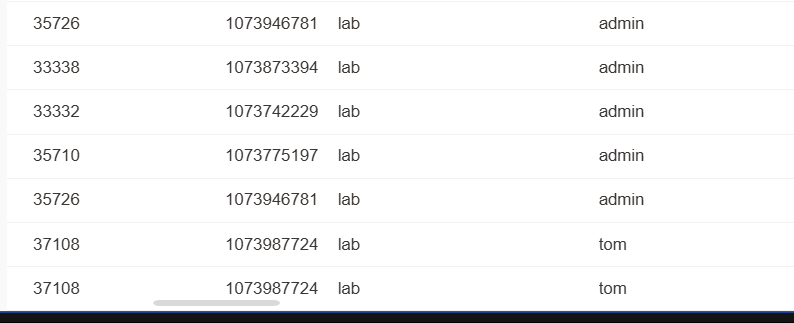 35726 1073946781 lab admin
33338 1073873394 lab admin
33332 1073742229 lab admin
35710 1073775197 lab admin
35726 1073946781 lab admin
37108 1073987724 lab tom
37108 1073987724 lab tom